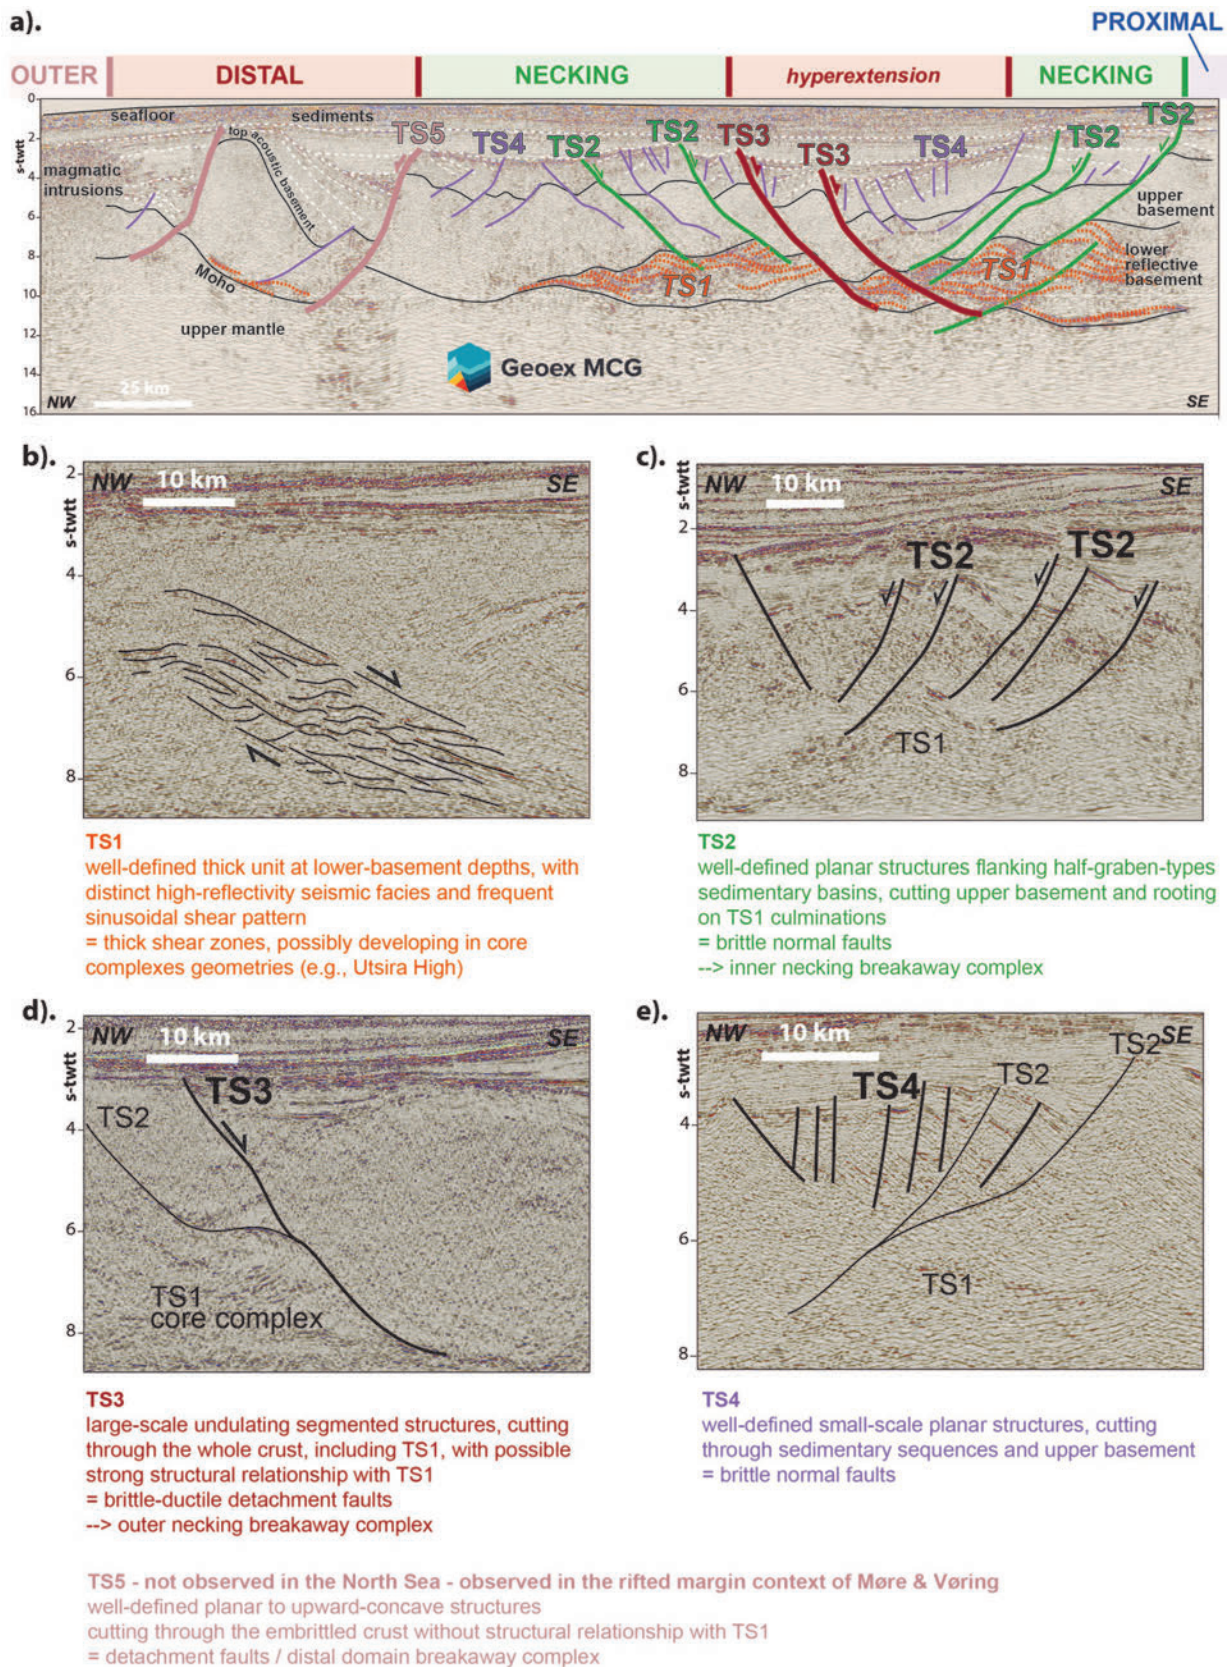 a).
PROXIMAL
OUTER DISTAL NECKING hyperextension NECKING
0
2
4
6
8
10
12
14
16
s-twtt
seafloor
sediments
top acoustic basement
magmatic
intrusions
TS5
TS4
TS2
TS2
TS3
TS3
TS4
TS2
TS2
upper
basement
lower
reflective
basement
Moho
TS1
TS1
upper mantle
Geoex MCG
25 km
NW
SE
b).
2
4
6
8
s-twtt
NW
10 km
SE
TS1
well-defined thick unit at lower-basement depths, with
distinct high-reflectivity seismic facies and frequent
sinusoidal shear pattern
= thick shear zones, possibly developing in core
complexes geometries (e.g., Utsira High)
c).
2
4
6
8
s-twtt
NW
10 km
SE
TS2
TS2
TS1
TS2
well-defined planar structures flanking half-graben-types
sedimentary basins, cutting upper basement and rooting
on TS1 culminations
= brittle normal faults
--> inner necking breakaway complex
d).
2
4
6
8
s-twtt
NW
10 km
SE
TS3
TS2
TS1
core complex
TS3
large-scale undulating segmented structures, cutting
through the whole crust, including TS1, with possible
strong structural relationship with TS1
= brittle-ductile detachment faults
--> outer necking breakaway complex
e).
4
6
8
s-twtt
NW
10 km
SE
TS2
TS2
TS4
TS1
TS4
well-defined small-scale planar structures, cutting
through sedimentary sequences and upper basement
= brittle normal faults
TS5 - not observed in the North Sea - observed in the rifted margin context of Møre & Vøring
well-defined planar to upward-concave structures
cutting through the embrittled crust without structural relationship with TS1
= detachment faults / distal domain breakaway complex